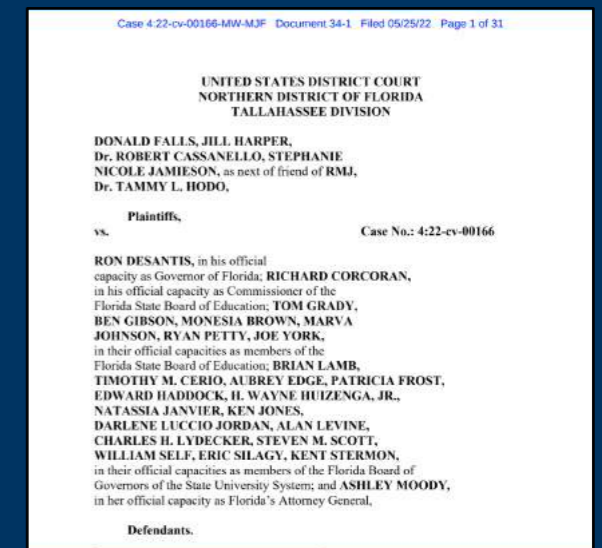 Case 4:22-cv-00166-MW-MJF Document 34-1 Filed 05/25/22 Page 1 of 31
UNITED STATES DISTRICT COURT
NORTHERN DISTRICT OF FLORIDA
TALLAHASSEE DIVISION
DONALD FALLS, JILL HARPER,
Dr. ROBERT CASSANELLO, STEPHANIE
NICOLE JAMIESON, as next of friend of RMJ,
Dr. TAMMY L. HODO,
Plaintiffs,
vs. Case No.: 4:22-cv-00166
RON DESANTIS, in his official
capacity as Governor of Florida; RICHARD CORCORAN,
in his official capacity as Commissioner of the
Florida State Board of Education; TOM GRADY,
BEN GIBSON, MONESIA BROWN, MARVA
JOHNSON, RYAN PETTY, JOE YORK,
in their official capacities as members of the
Florida State Board of Education; BRIAN LAMB,
TIMOTHY M. CERIO, AUBREY EDGE, PATRICIA FROST,
EDWARD HADDOCK, H. WAYNE HUIZENGA, JR.,
NATASSIA JANVIER, KEN JONES,
DARLENE LUCCIO JORDAN, ALAN LEVINE,
CHARLES H. LYDECKER, STEVEN M. SCOTT,
WILLIAM SELF, ERIC SILAGY, KENT STERMON,
in their official capacities as members of the Florida Board of
Governors of the State University System; and ASHLEY MOODY,
in her official capacity as Florida's Attorney General,
Defendants.